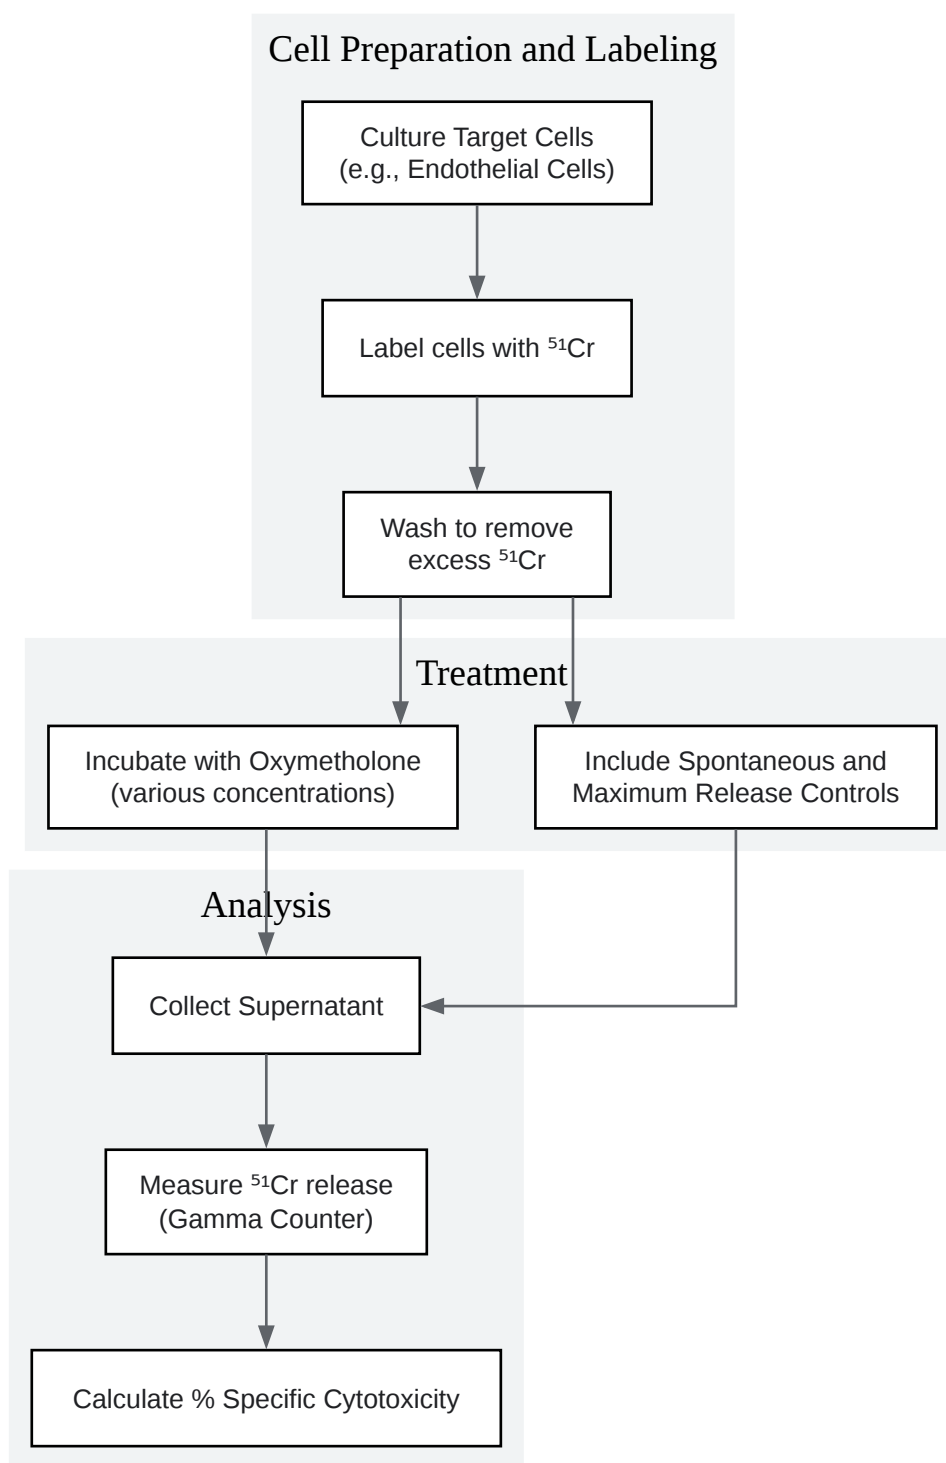 Cell Preparation and Labeling
Culture Target Cells
(e.g., Endothelial Cells)
Label cells with ⁵¹Cr
Wash to remove
excess ⁵¹Cr
Treatment
Incubate with Oxymetholone
(various concentrations)
Include Spontaneous and
Maximum Release Controls
Analysis
Collect Supernatant
Measure ⁵¹Cr release
(Gamma Counter)
Calculate % Specific Cytotoxicity